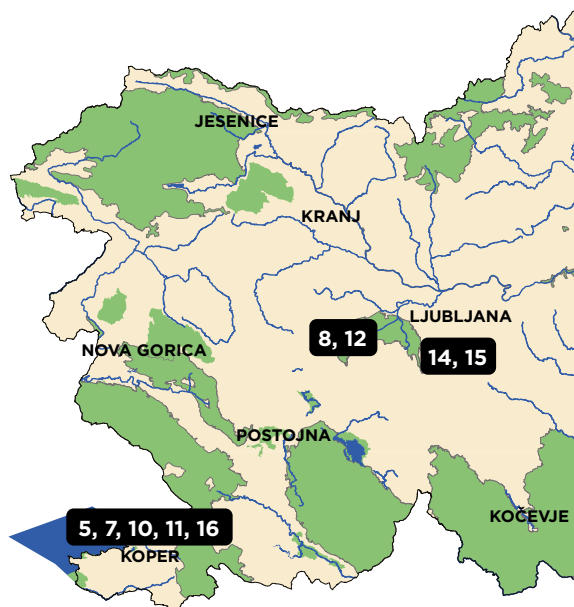 JESENICE
KRANJ
LJUBLJANA
8, 12
NOVA GORICA
14, 15
POSTOJNA
KOČEVJE
5, 7, 10, 11, 16
KOPER